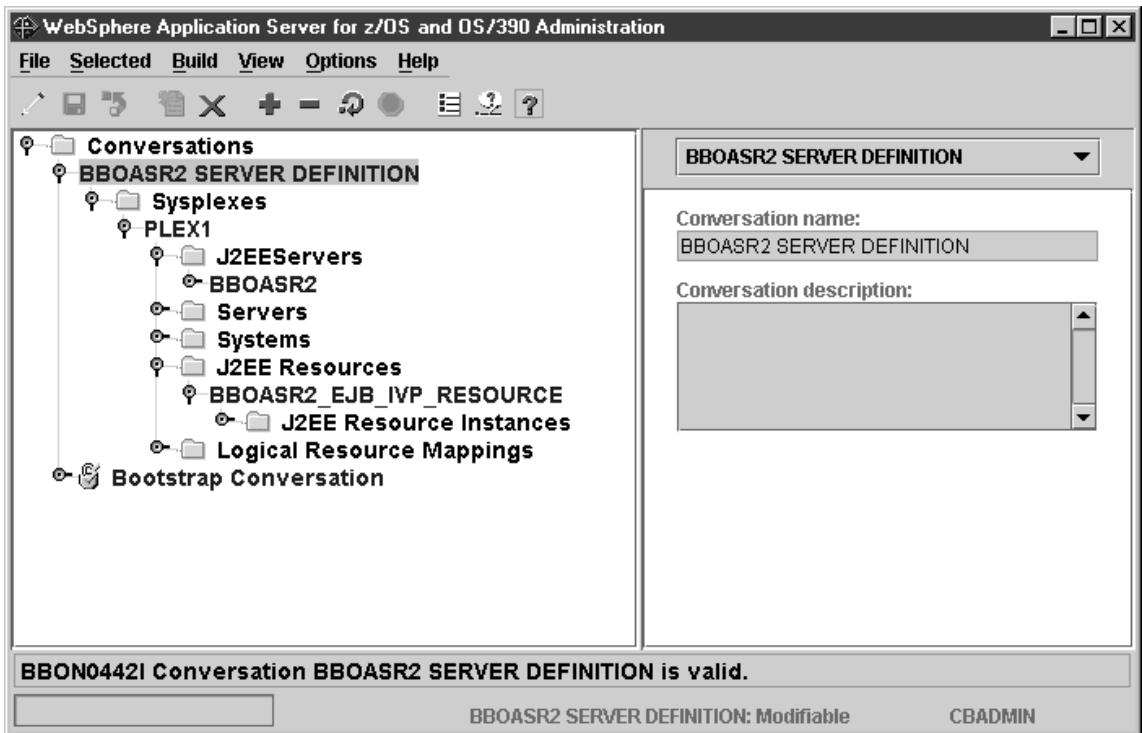 WebSphere Application Server for z/OS and OS/390 Administration
File Selected Build View Options Help
Conversations
BBOASR2 SERVER DEFINITION
Sysplexes
PLEX1
J2EEServers
BBOASR2
Servers
Systems
J2EE Resources
BBOASR2_EJB_IVP_RESOURCE
J2EE Resource Instances
Logical Resource Mappings
Bootstrap Conversation
BBOASR2 SERVER DEFINITION
Conversation name:
BBOASR2 SERVER DEFINITION
Conversation description:
BBON0442I Conversation BBOASR2 SERVER DEFINITION is valid.
BBOASR2 SERVER DEFINITION: Modifiable CBADMIN